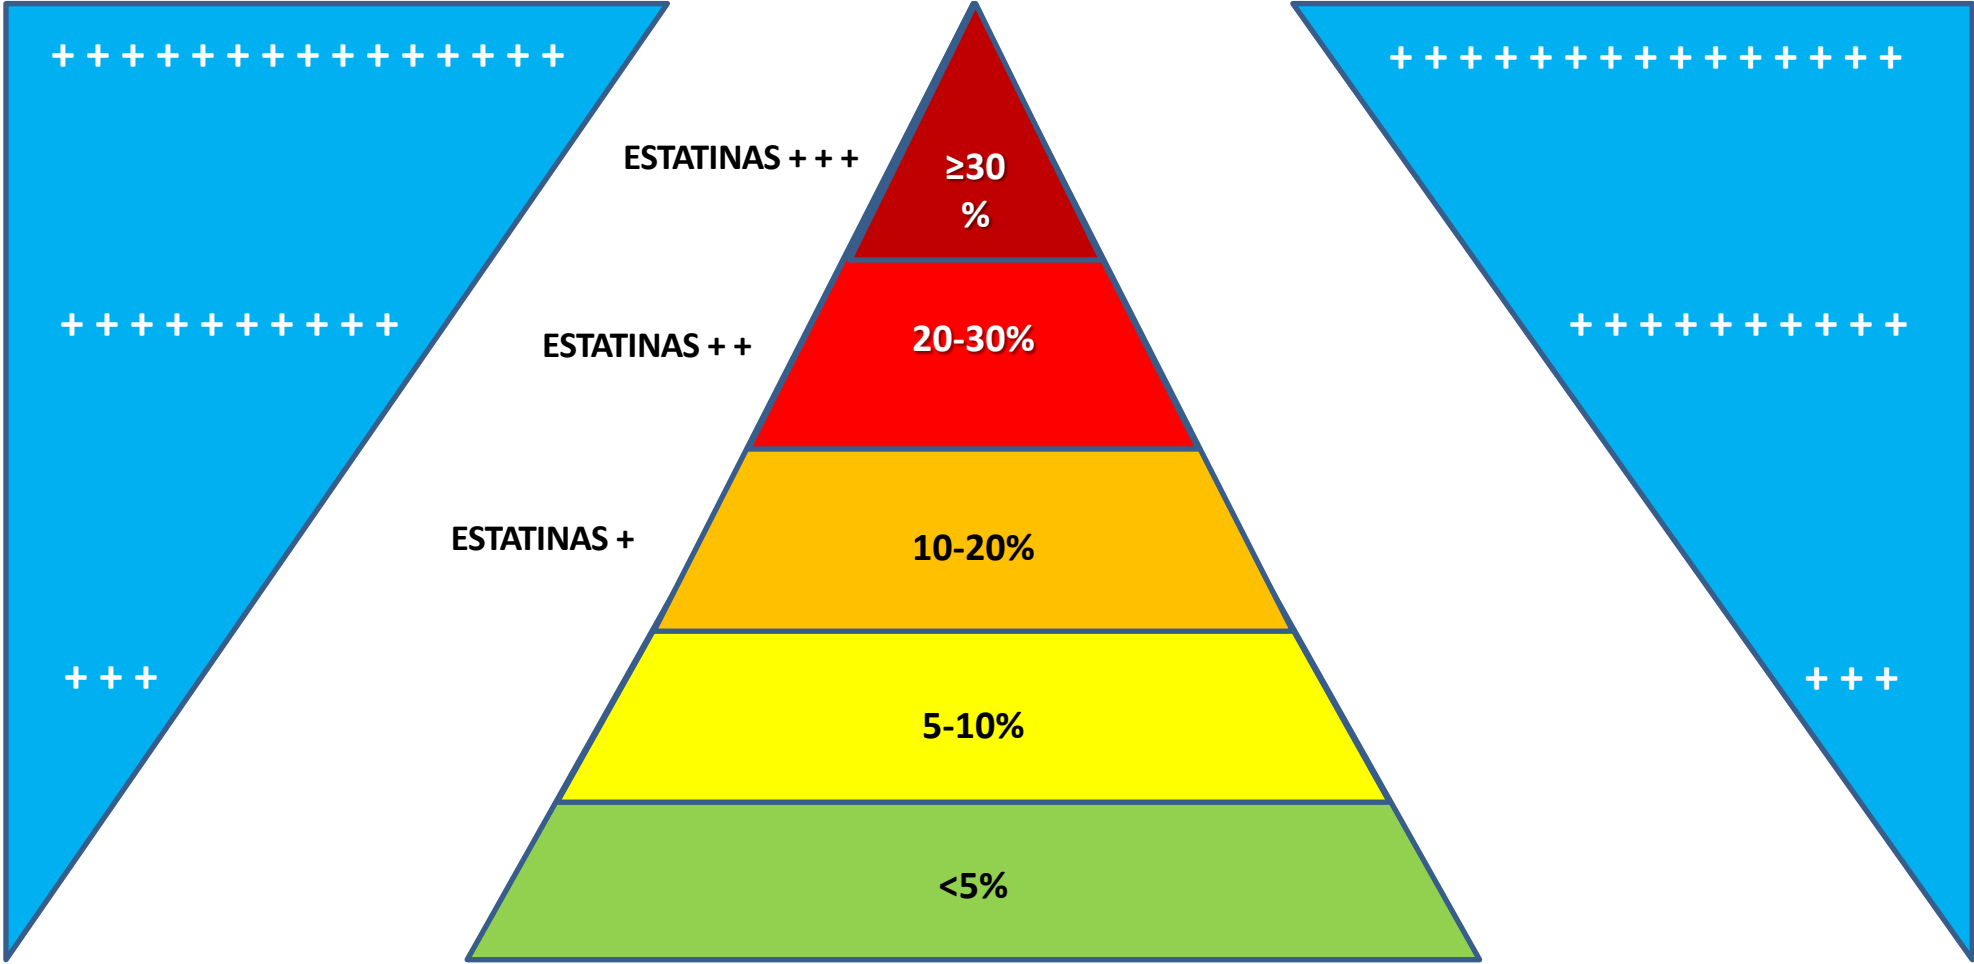 + + + + + + + + + + + + + + +
+ + + + + + + + + + + + + + +
ESTATINAS + + +
≥30
%
+ + + + + + + + + +
ESTATINAS + +
20-30%
+ + + + + + + + + +
ESTATINAS +
10-20%
+ + +
+ + +
5-10%
<5%